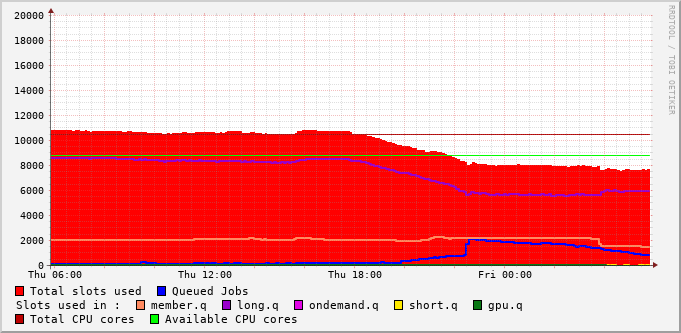 RRDTOOL / TOBI OETIKER
20000
18000
16000
14000
12000
10000
8000
6000
4000
2000
0
Thu 06:00 Thu 12:00 Thu 18:00 Fri 00:00
Total slots used Queued Jobs
Slots used in : member.q long.q ondemand.q short.q gpu.q
Total CPU cores Available CPU cores